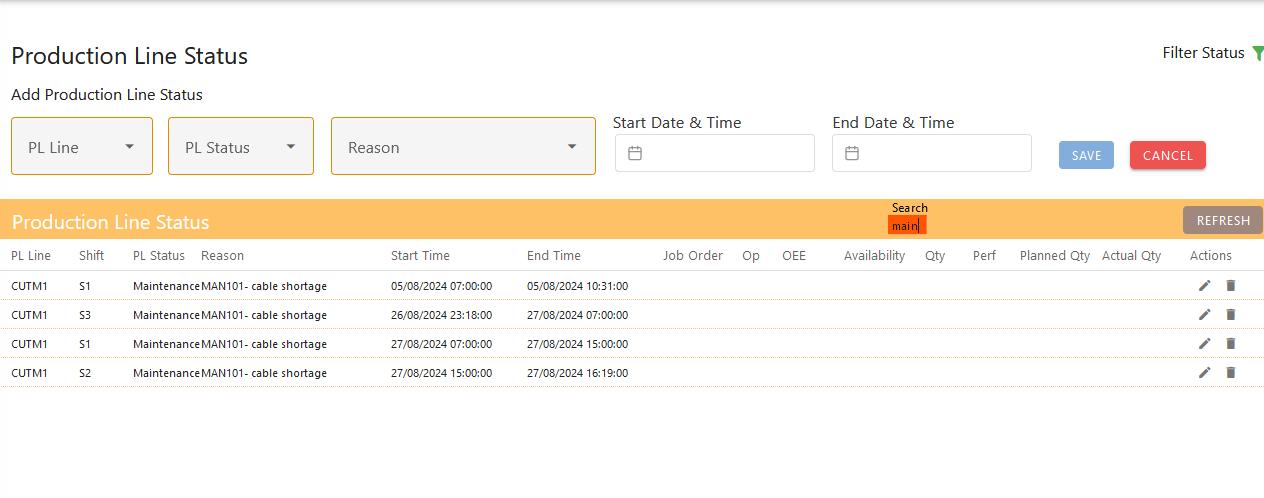 Production Line Status
Filter Status
Add Production Line Status
PL Line
PL Status
Reason
Start Date & Time
End Date & Time
SAVE
CANCEL
Production Line Status
Search
main
REFRESH
PL Line Shift PL Status Reason Start Time End Time Job Order Op OEE Availability Qty Perf Planned Qty Actual Qty Actions
CUTM1 S1 Maintenance MAN101- cable shortage 05/08/2024 07:00:00 05/08/2024 10:31:00
CUTM1 S3 Maintenance MAN101- cable shortage 26/08/2024 23:18:00 27/08/2024 07:00:00
CUTM1 S1 Maintenance MAN101- cable shortage 27/08/2024 07:00:00 27/08/2024 15:00:00
CUTM1 S2 Maintenance MAN101- cable shortage 27/08/2024 15:00:00 27/08/2024 16:19:00